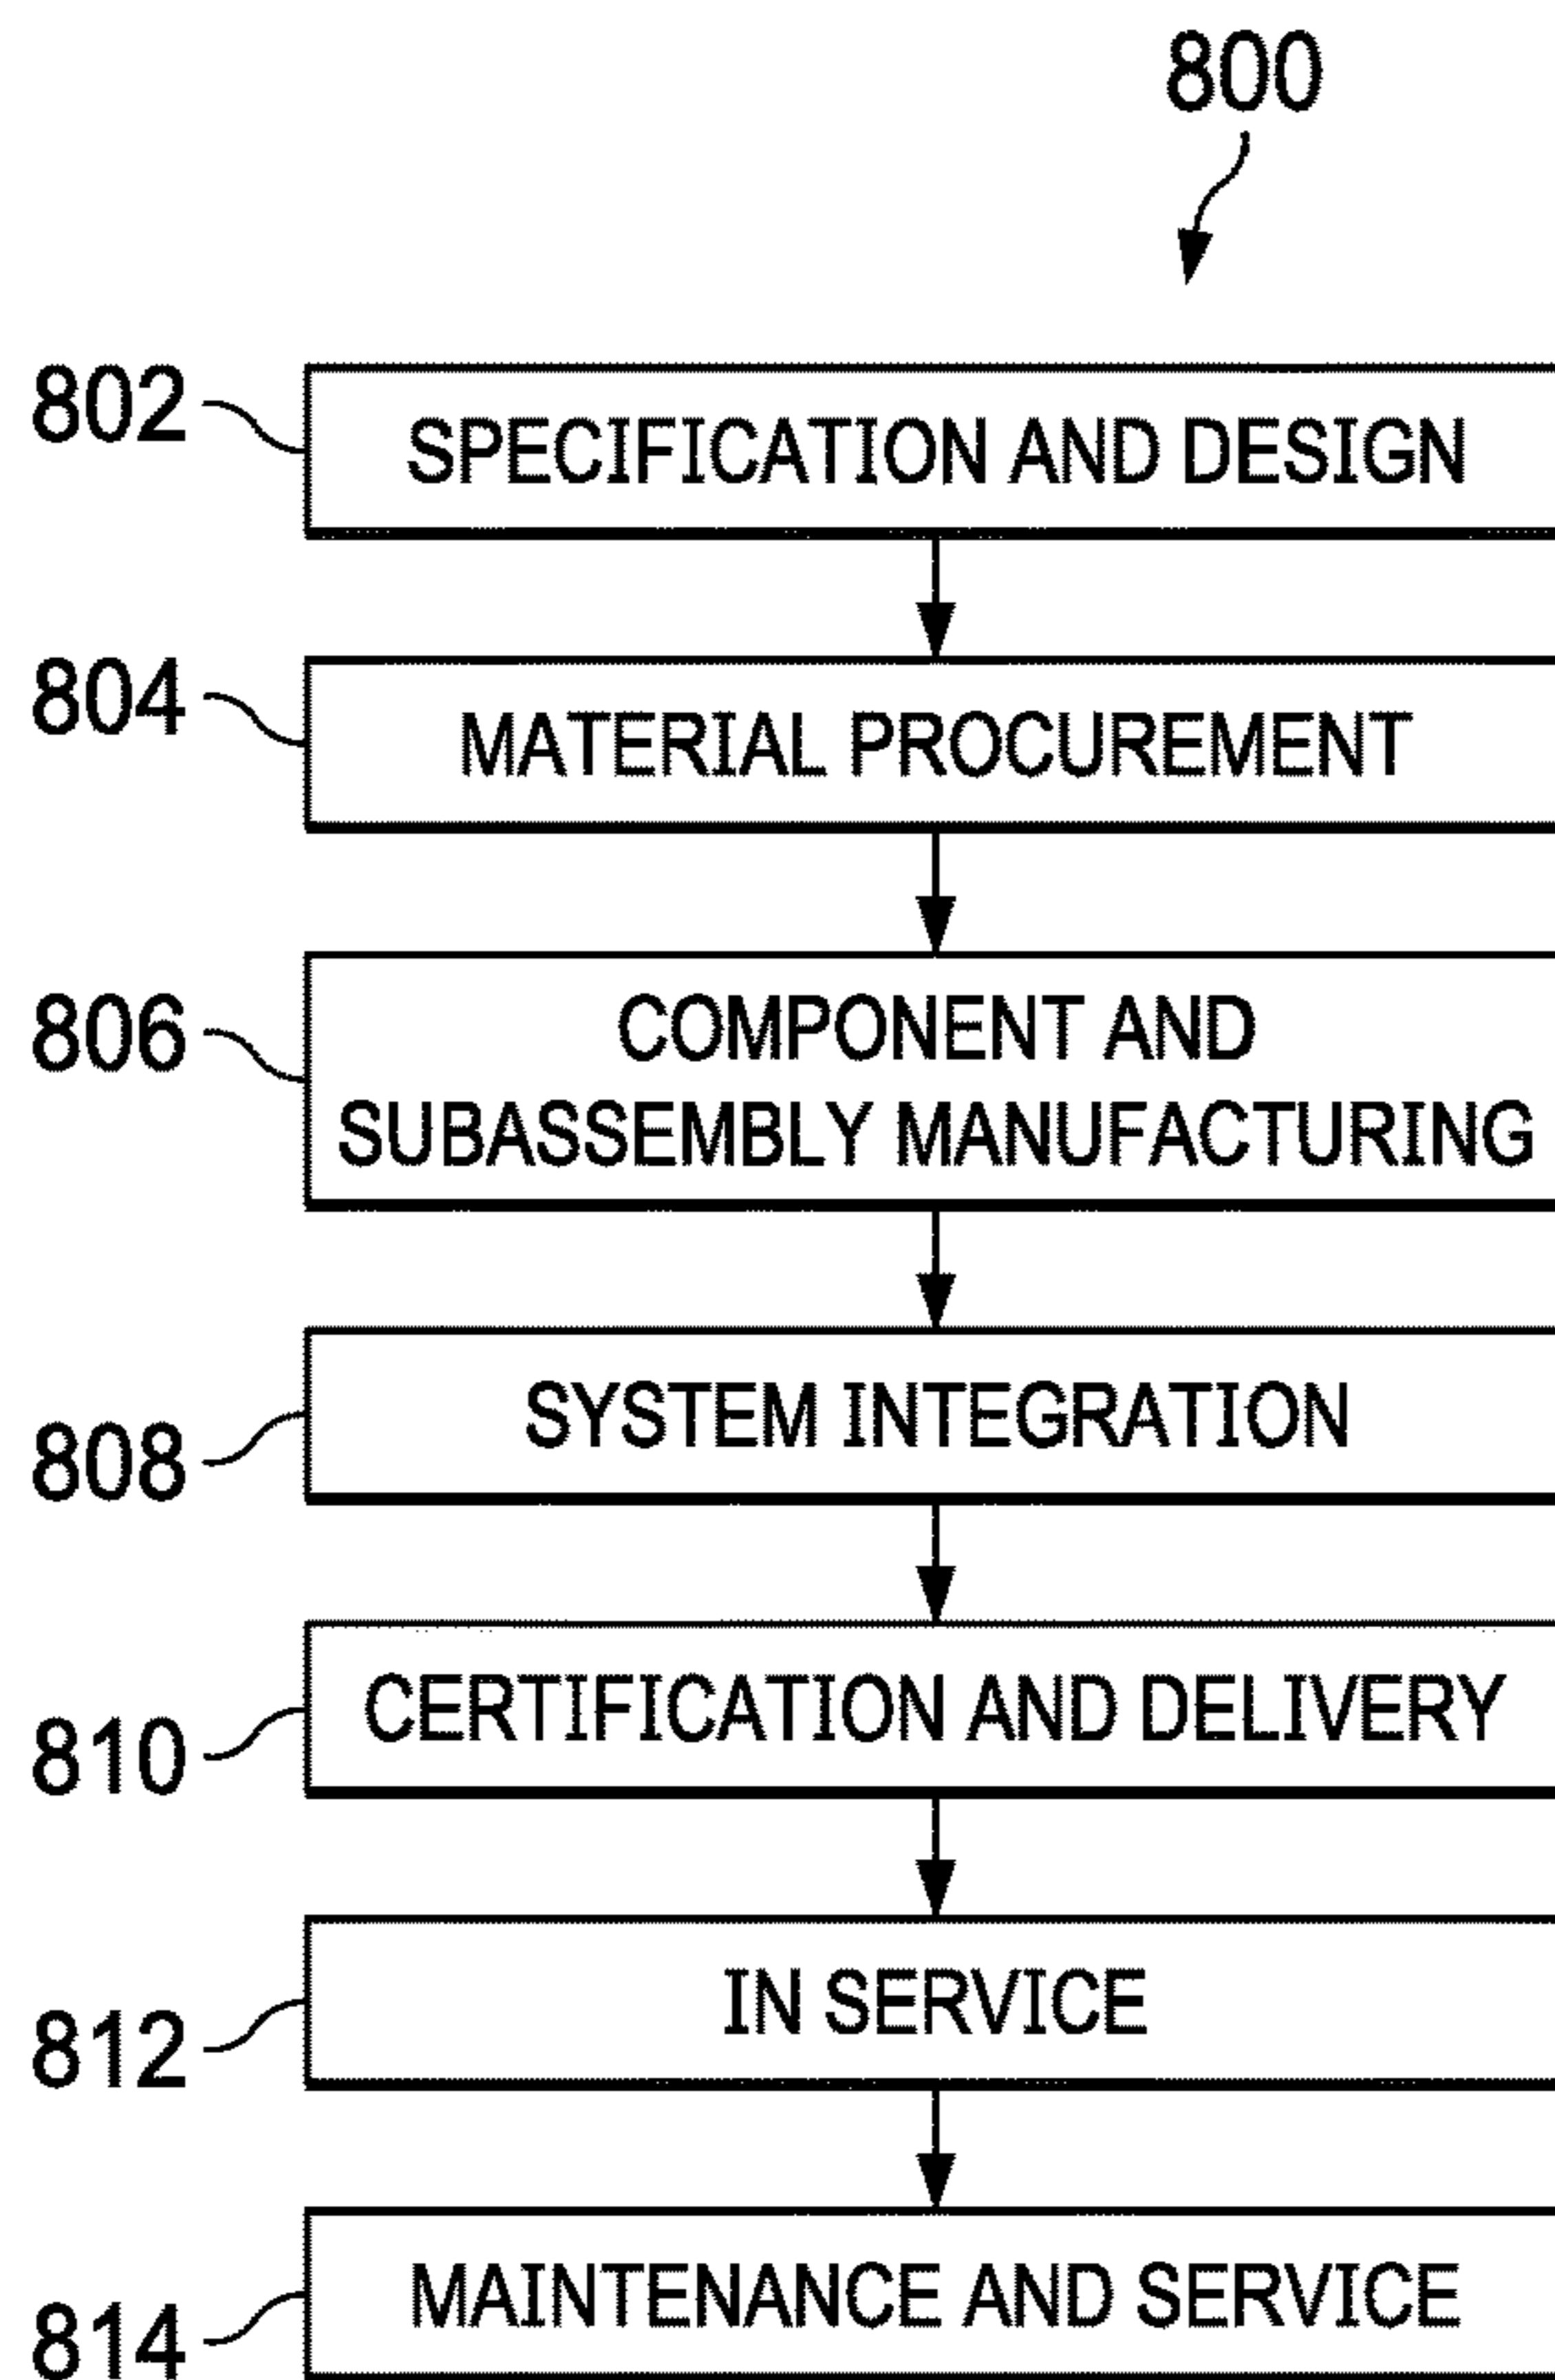 800
802 SPECIFICATION AND DESIGN
804 MATERIAL PROCUREMENT
806 COMPONENT AND
SUBASSEMBLY MANUFACTURING
808 SYSTEM INTEGRATION
810 CERTIFICATION AND DELIVERY
812 IN SERVICE
814 MAINTENANCE AND SERVICE